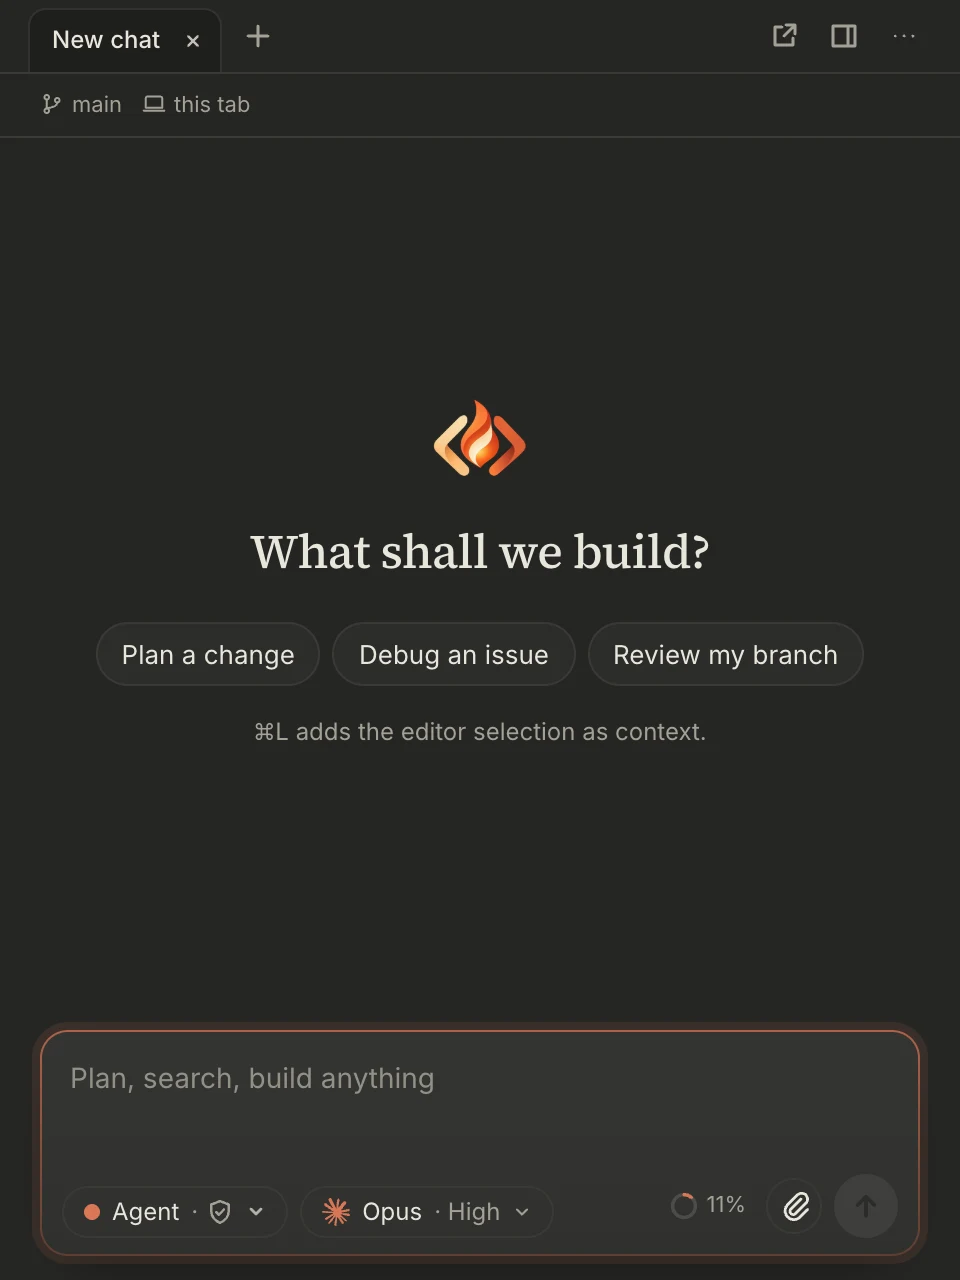 New chat
main this tab
What shall we build?
Plan a change Debug an issue Review my branch
⌘L adds the editor selection as context.
Plan, search, build anything
Agent · Opus · High 11%